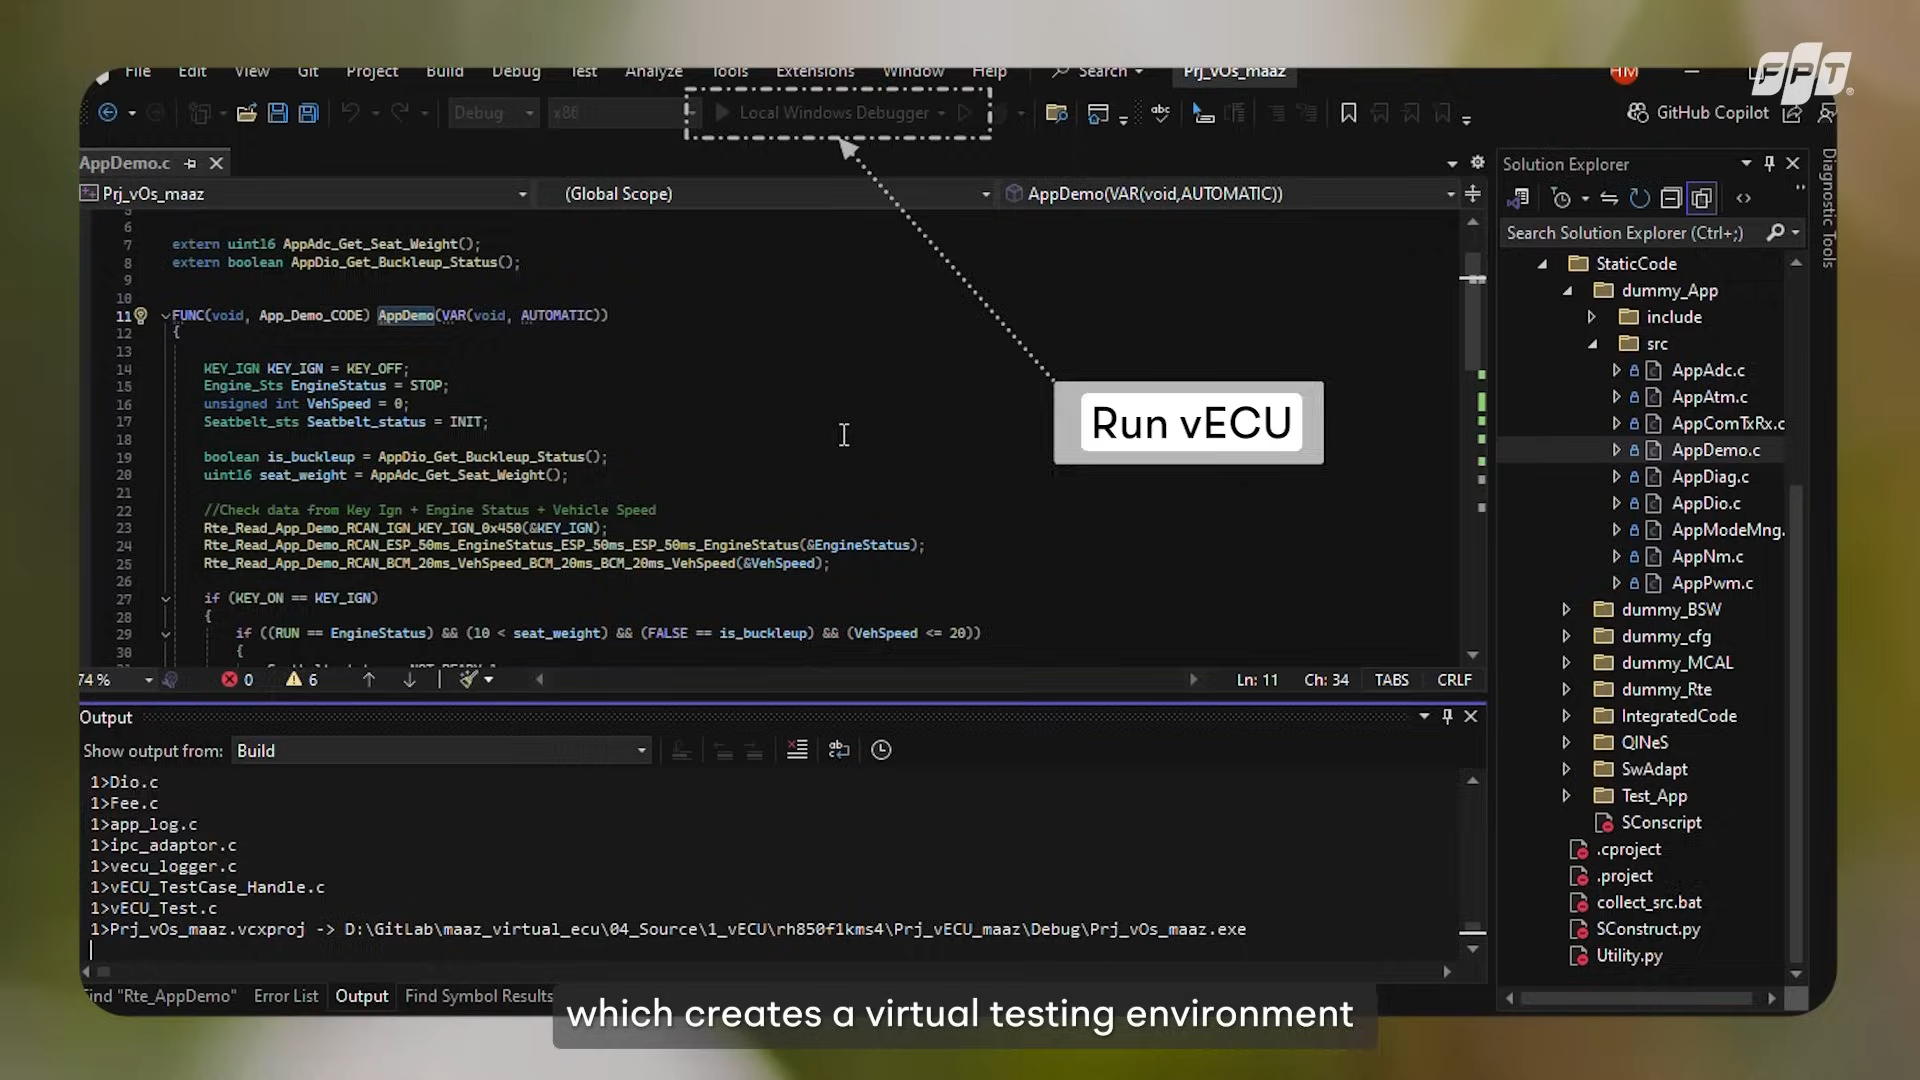 FPT
File Edit View Git Project Build Debug Test Analyze Tools Extensions Window Help Search Prj_vOs_maaz HM
Debug x86 Local Windows Debugger GitHub Copilot
AppDemo.c
Prj_vOs_maaz (Global Scope) AppDemo(VAR(void,AUTOMATIC))
6
7 extern uint16 AppAdc_Get_Seat_Weight();
8 extern boolean AppDio_Get_Buckleup_Status();
9
10
11 FUNC(void, App_Demo_CODE) AppDemo(VAR(void, AUTOMATIC))
12 {
13
14 KEY_IGN KEY_IGN = KEY_OFF;
15 Engine_Sts EngineStatus = STOP;
16 unsigned int VehSpeed = 0;
17 Seatbelt_sts Seatbelt_status = INIT;
18
19 boolean is_buckleup = AppDio_Get_Buckleup_Status();
20 uint16 seat_weight = AppAdc_Get_Seat_Weight();
21
22 //Check data from Key Ign + Engine Status + Vehicle Speed
23 Rte_Read_App_Demo_RCAN_IGN_KEY_IGN_0x450(&KEY_IGN);
24 Rte_Read_App_Demo_RCAN_ESP_50ms_EngineStatus_ESP_50ms_ESP_50ms_EngineStatus(&EngineStatus);
25 Rte_Read_App_Demo_RCAN_BCM_20ms_VehSpeed_BCM_20ms_BCM_20ms_VehSpeed(&VehSpeed);
26
27 if (KEY_ON == KEY_IGN)
28 {
29 if ((RUN == EngineStatus) && (10 < seat_weight) && (FALSE == is_buckleup) && (VehSpeed <= 20))
30 {
Run vECU
74 % 0 6 Ln: 11 Ch: 34 TABS CRLF
Output
Show output from: Build
1>Dio.c
1>Fee.c
1>app_log.c
1>ipc_adaptor.c
1>vecu_logger.c
1>vECU_TestCase_Handle.c
1>vECU_Test.c
1>Prj_vOs_maaz.vcxproj -> D:\GitLab\maaz_virtual_ecu\04_Source\1_vECU\rh850f1kms4\Prj_vECU_maaz\Debug\Prj_vOs_maaz.exe
Find "Rte_AppDemo" Error List Output Find Symbol Results
Solution Explorer
Search Solution Explorer (Ctrl+;)
StaticCode
dummy_App
include
src
AppAdc.c
AppAtm.c
AppComTxRx.c
AppDemo.c
AppDiag.c
AppDio.c
AppModeMng.
AppNm.c
AppPwm.c
dummy_BSW
dummy_cfg
dummy_MCAL
dummy_Rte
IntegratedCode
QINeS
SwAdapt
Test_App
SConscript
.cproject
.project
collect_src.bat
SConstruct.py
Utility.py
Diagnostic Tools
which creates a virtual testing environment